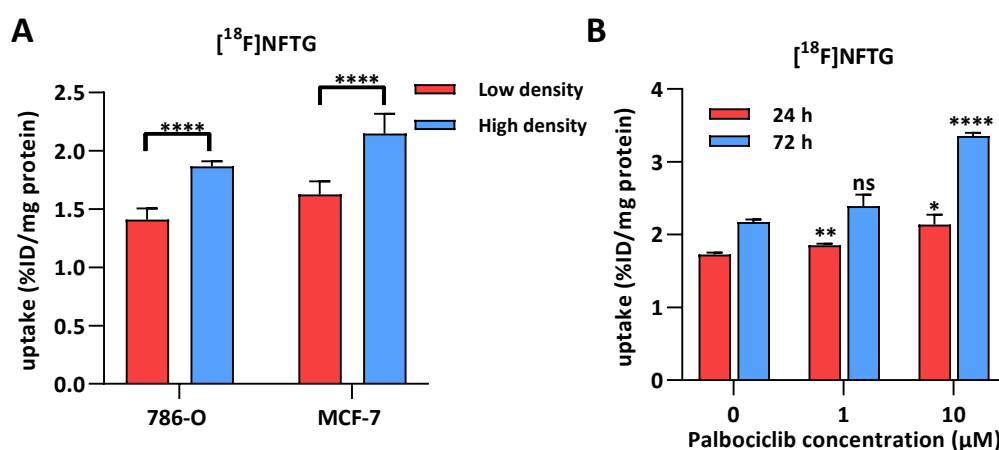 A
[¹⁸F]NFTG
uptake (%ID/mg protein)
2.5
2.0
1.5
1.0
0.5
0.0
****
****
786-O
MCF-7
Low density
High density
B
[¹⁸F]NFTG
uptake (%ID/mg protein)
4
3
2
1
0
24 h
72 h
**
ns
*
****
0
1
10
Palbociclib concentration (µM)